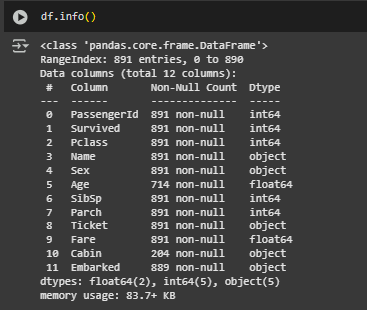 df.info()
<class 'pandas.core.frame.DataFrame'>
RangeIndex: 891 entries, 0 to 890
Data columns (total 12 columns):
 #   Column       Non-Null Count  Dtype
---  ------       --------------  -----
 0   PassengerId  891 non-null    int64
 1   Survived     891 non-null    int64
 2   Pclass       891 non-null    int64
 3   Name         891 non-null    object
 4   Sex          891 non-null    object
 5   Age          714 non-null    float64
 6   SibSp        891 non-null    int64
 7   Parch        891 non-null    int64
 8   Ticket       891 non-null    object
 9   Fare         891 non-null    float64
 10  Cabin        204 non-null    object
 11  Embarked     889 non-null    object
dtypes: float64(2), int64(5), object(5)
memory usage: 83.7+ KB